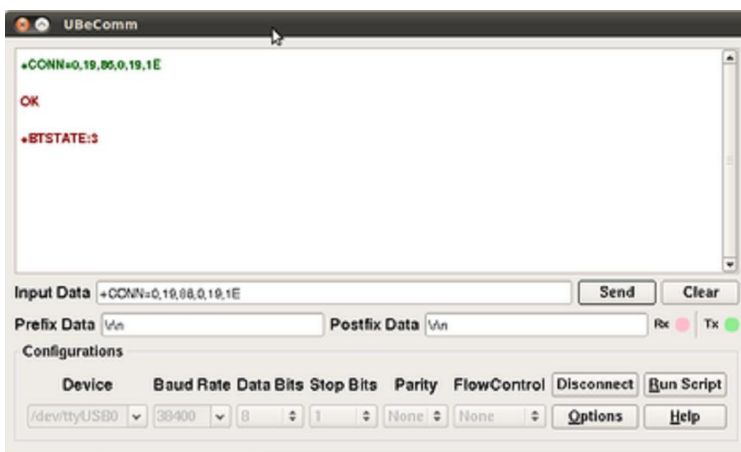 UBeComm
+CONN=0,19,86,0,19,1E
OK
+BTSTATE:3
Input Data +CONN=0,19,86,0,19,1E Send Clear
Prefix Data \r\n Postfix Data \r\n Rx Tx
Configurations
Device Baud Rate Data Bits Stop Bits Parity FlowControl Disconnect Run Script
/dev/ttyUSB0 38400 8 1 None None Options Help